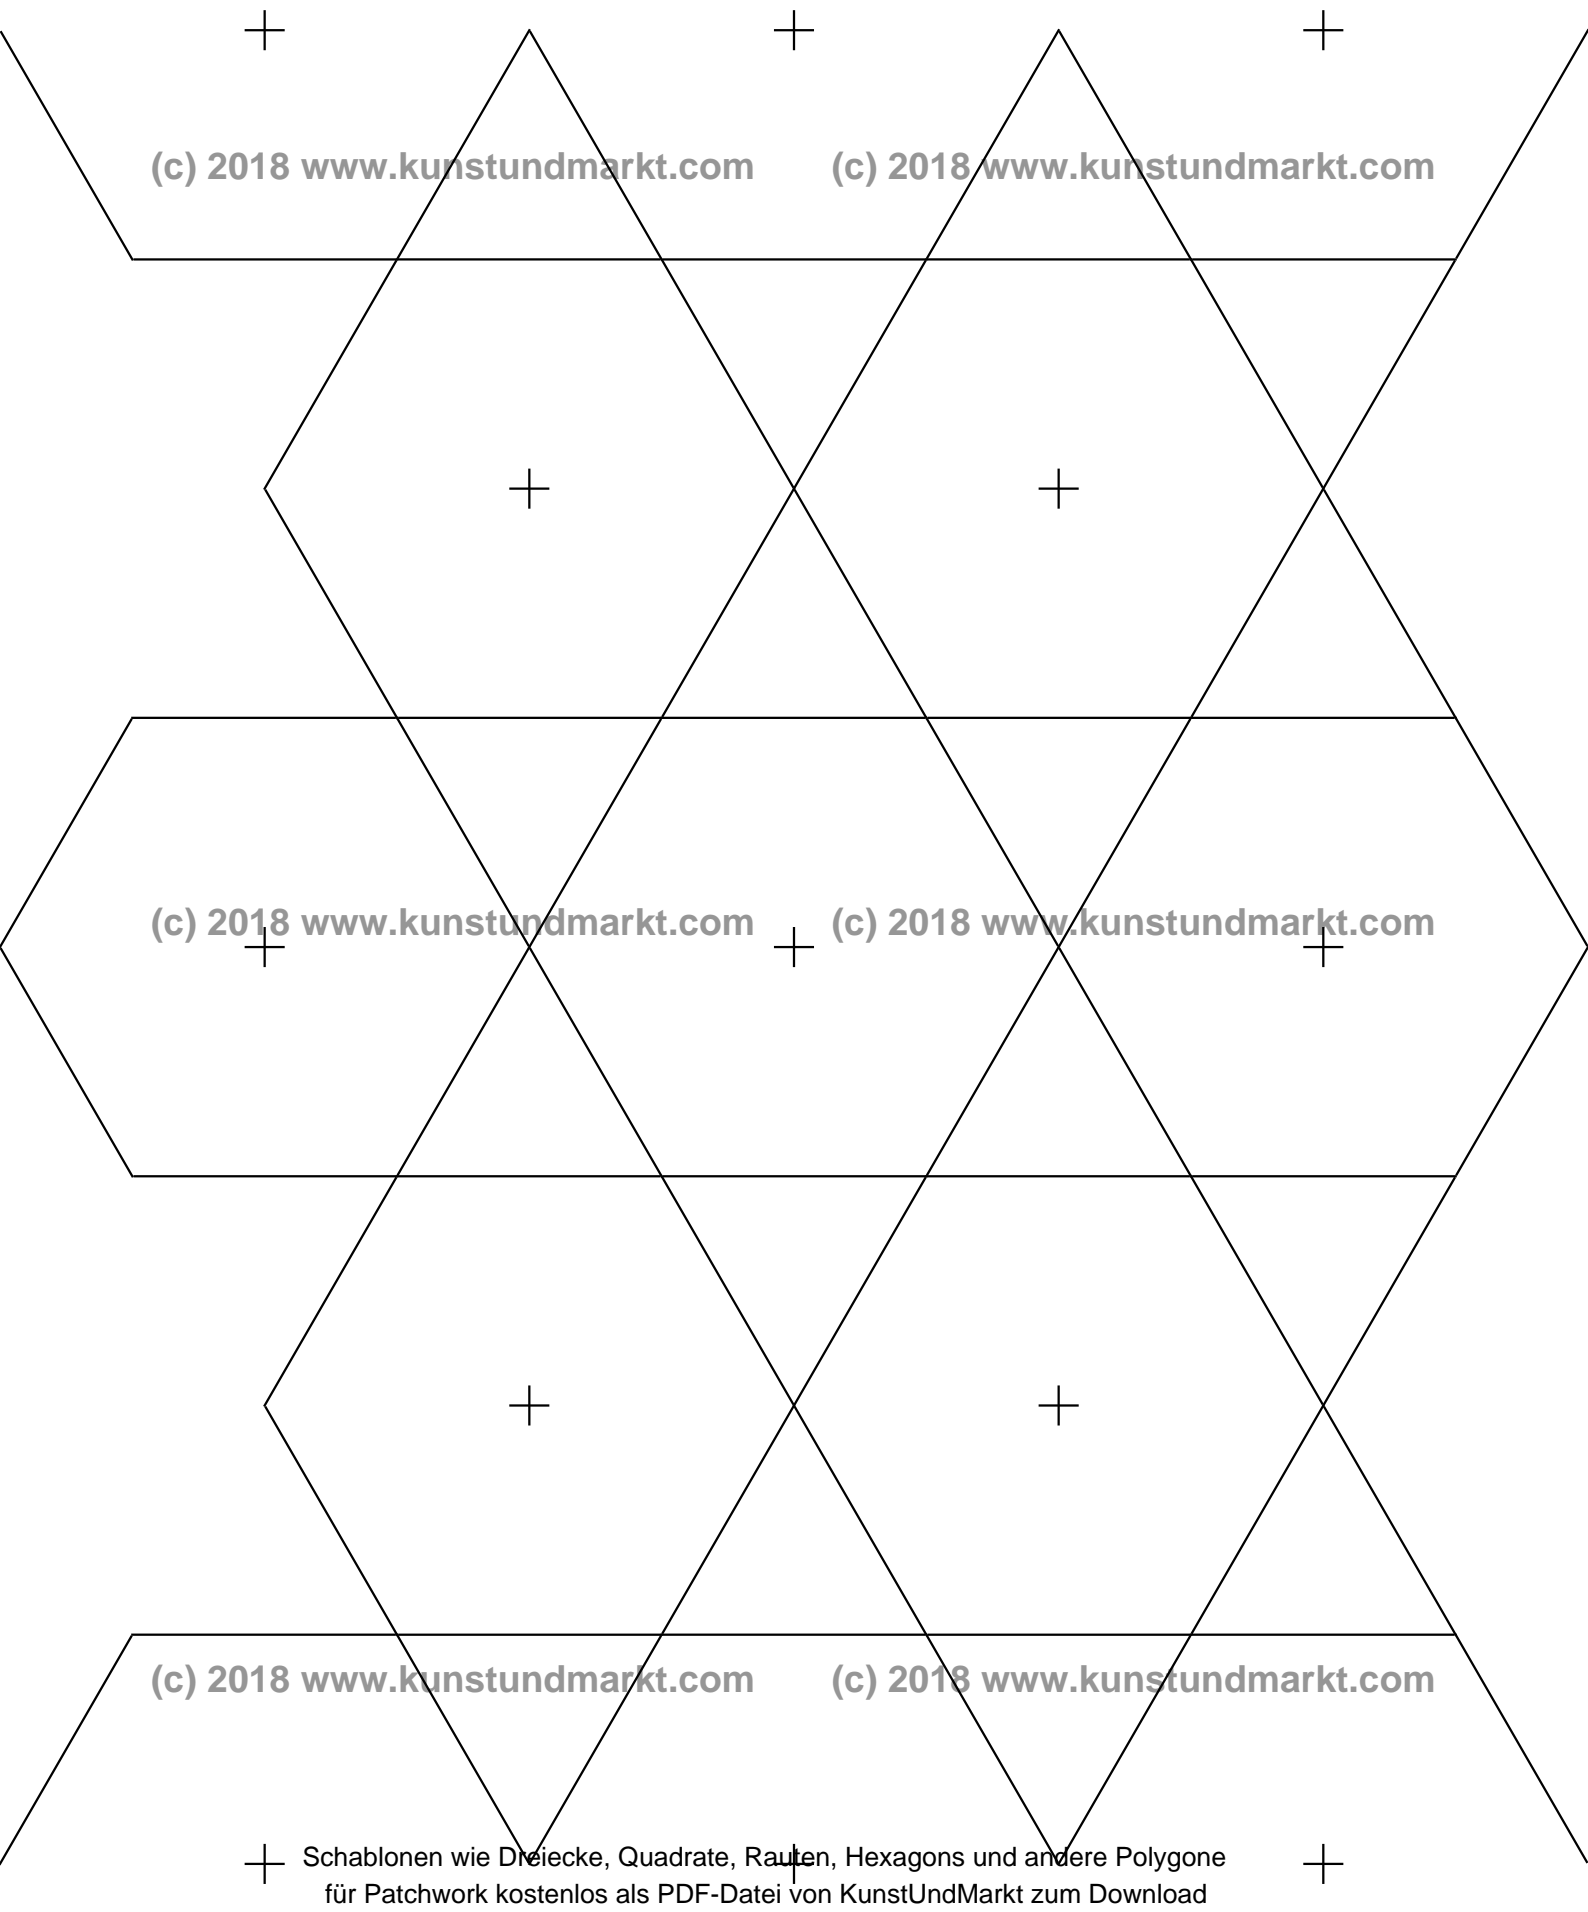 (c) 2018 www.kunstundmarkt.com (c) 2018 www.kunstundmarkt.com
(c) 2018 www.kunstundmarkt.com (c) 2018 www.kunstundmarkt.com
(c) 2018 www.kunstundmarkt.com (c) 2018 www.kunstundmarkt.com
Schablonen wie Dreiecke, Quadrate, Rauten, Hexagons und andere Polygone
für Patchwork kostenlos als PDF-Datei von KunstUndMarkt zum Download